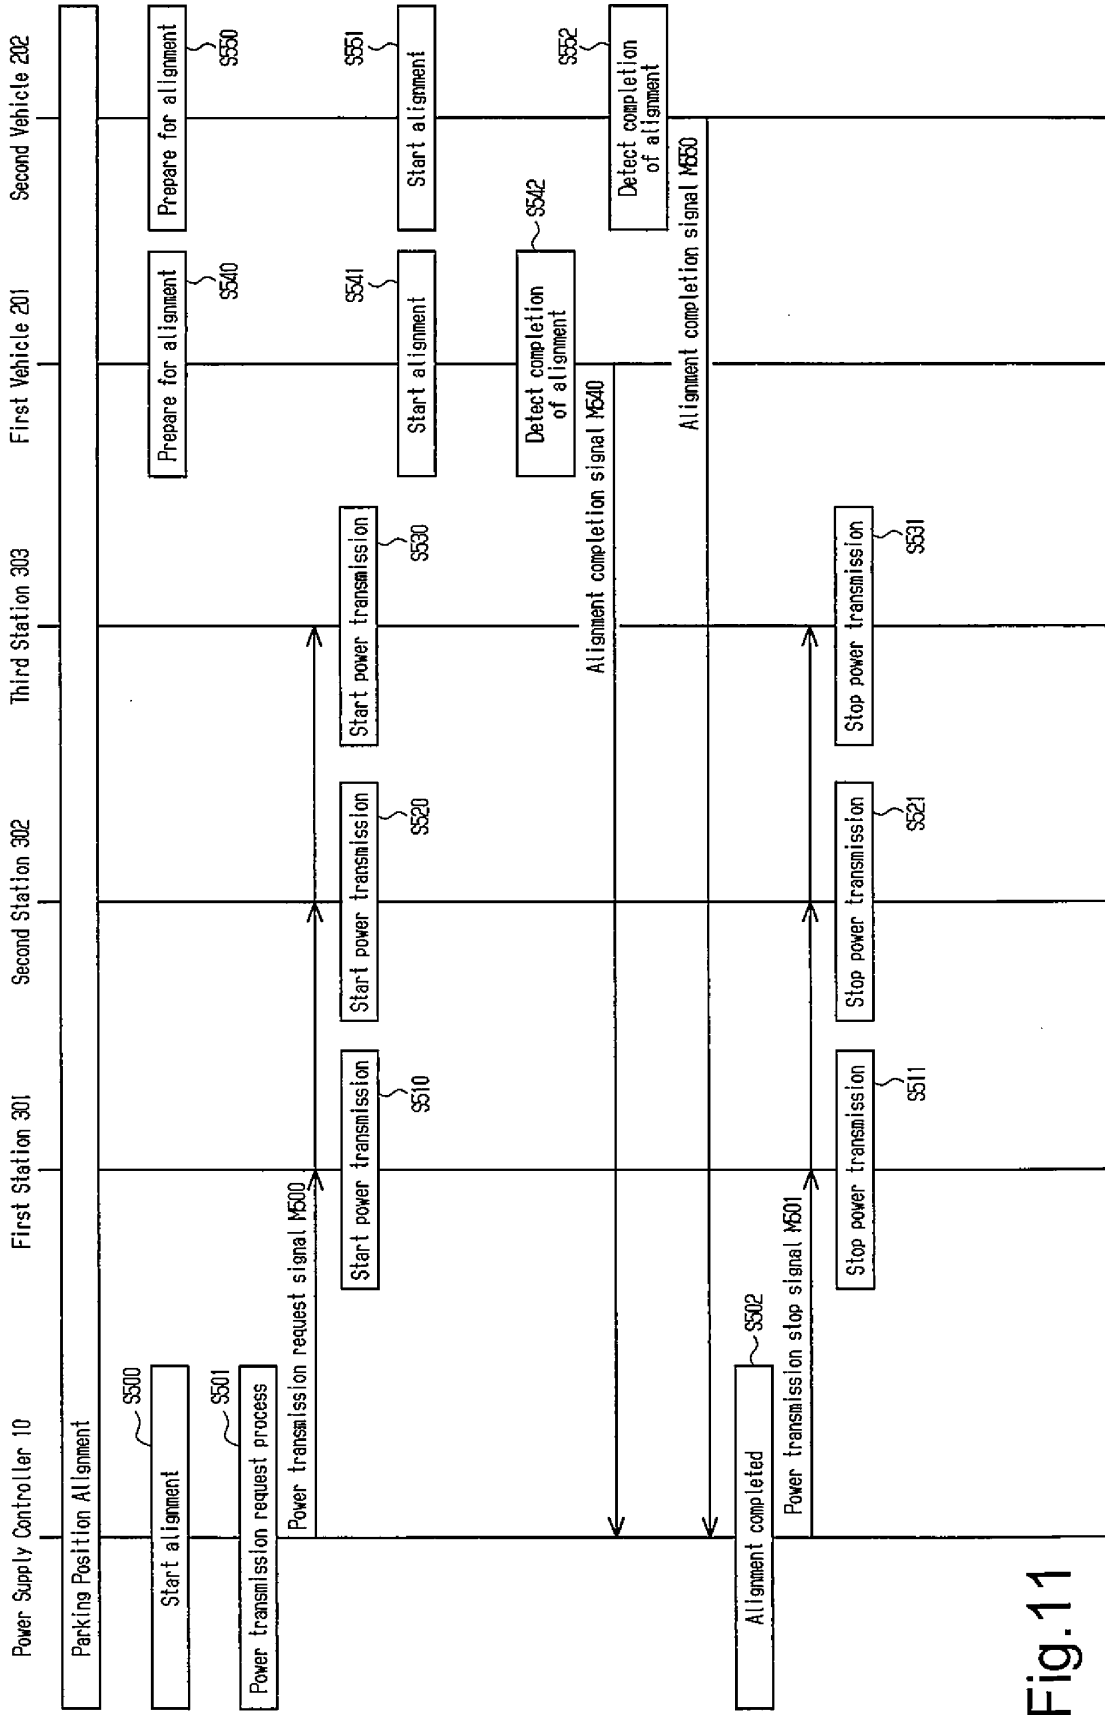 Power Supply Controller 10
First Station 301
Second Station 302
Third Station 303
First Vehicle 201
Second Vehicle 202
Parking Position Alignment
Start alignment
S500
Prepare for alignment
S540
Prepare for alignment
S550
Power transmission request process
S501
Power transmission request signal M500
Start power transmission
S510
Start power transmission
S520
Start power transmission
S530
Start alignment
S541
Start alignment
S551
Detect completion
of alignment
S542
Alignment completion signal M540
Detect completion
of alignment
S552
Alignment completion signal M550
Alignment completed
S502
Power transmission stop signal M501
Stop power transmission
S511
Stop power transmission
S521
Stop power transmission
S531
Fig.11